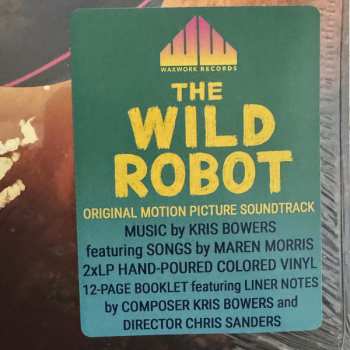 WAXWORK RECORDS
THE
WILD
ROBOT
ORIGINAL MOTION PICTURE SOUNDTRACK
MUSIC by KRIS BOWERS
featuring SONGS by MAREN MORRIS
2xLP HAND-POURED COLORED VINYL
12-PAGE BOOKLET featuring LINER NOTES
by COMPOSER KRIS BOWERS and
DIRECTOR CHRIS SANDERS